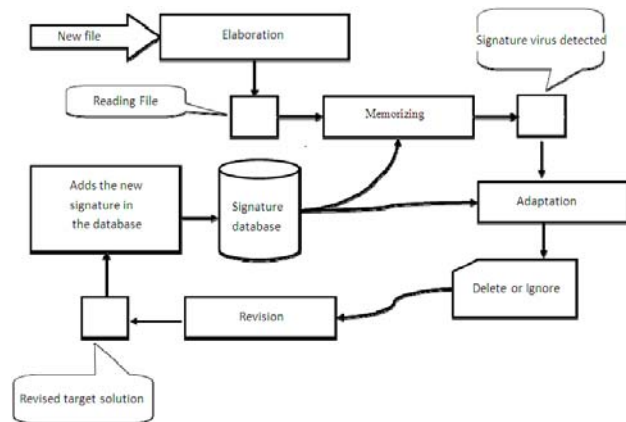 New file
Elaboration
Signature virus detected
Reading File
Memorizing
Adds the new
signature in
the database
Signature
database
Adaptation
Delete or Ignore
Revision
Revised target solution